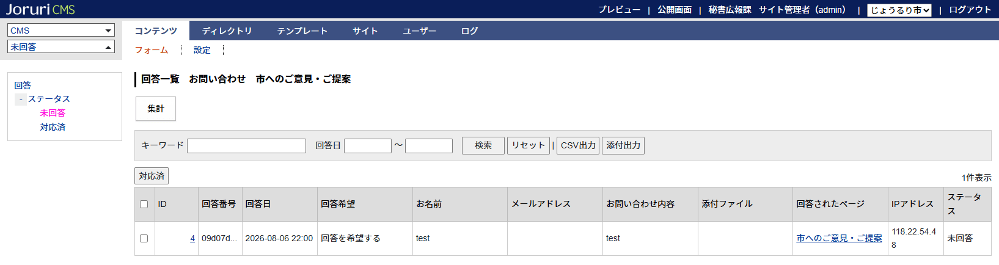 Joruri CMS
プレビュー | 公開画面 | 秘書広報課 サイト管理者（admin） | じょうるり市 | ログアウト
CMS
未回答
コンテンツ ディレクトリ テンプレート サイト ユーザー ログ
フォーム 設定
回答
- ステータス
未回答
対応済
回答一覧 お問い合わせ 市へのご意見・ご提案
集計
キーワード 回答日 ～ 検索 リセット | CSV出力 添付出力
対応済
1件表示
ID 回答番号 回答日 回答希望 お名前 メールアドレス お問い合わせ内容 添付ファイル 回答されたページ IPアドレス ステータス
4 09d07d... 2026-08-06 22:00 回答を希望する test test 市へのご意見・ご提案 118.22.54.48 未回答